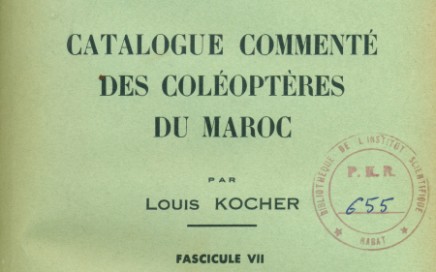 CATALOGUE COMMENTÉ
DES COLÉOPTÈRES
DU MAROC
PAR
LOUIS KOCHER
FASCICULE VII
BIBLIOTHÈQUE DE L'INSTITUT SCIENTIFIQUE
P.K.R.
655
* RABAT *